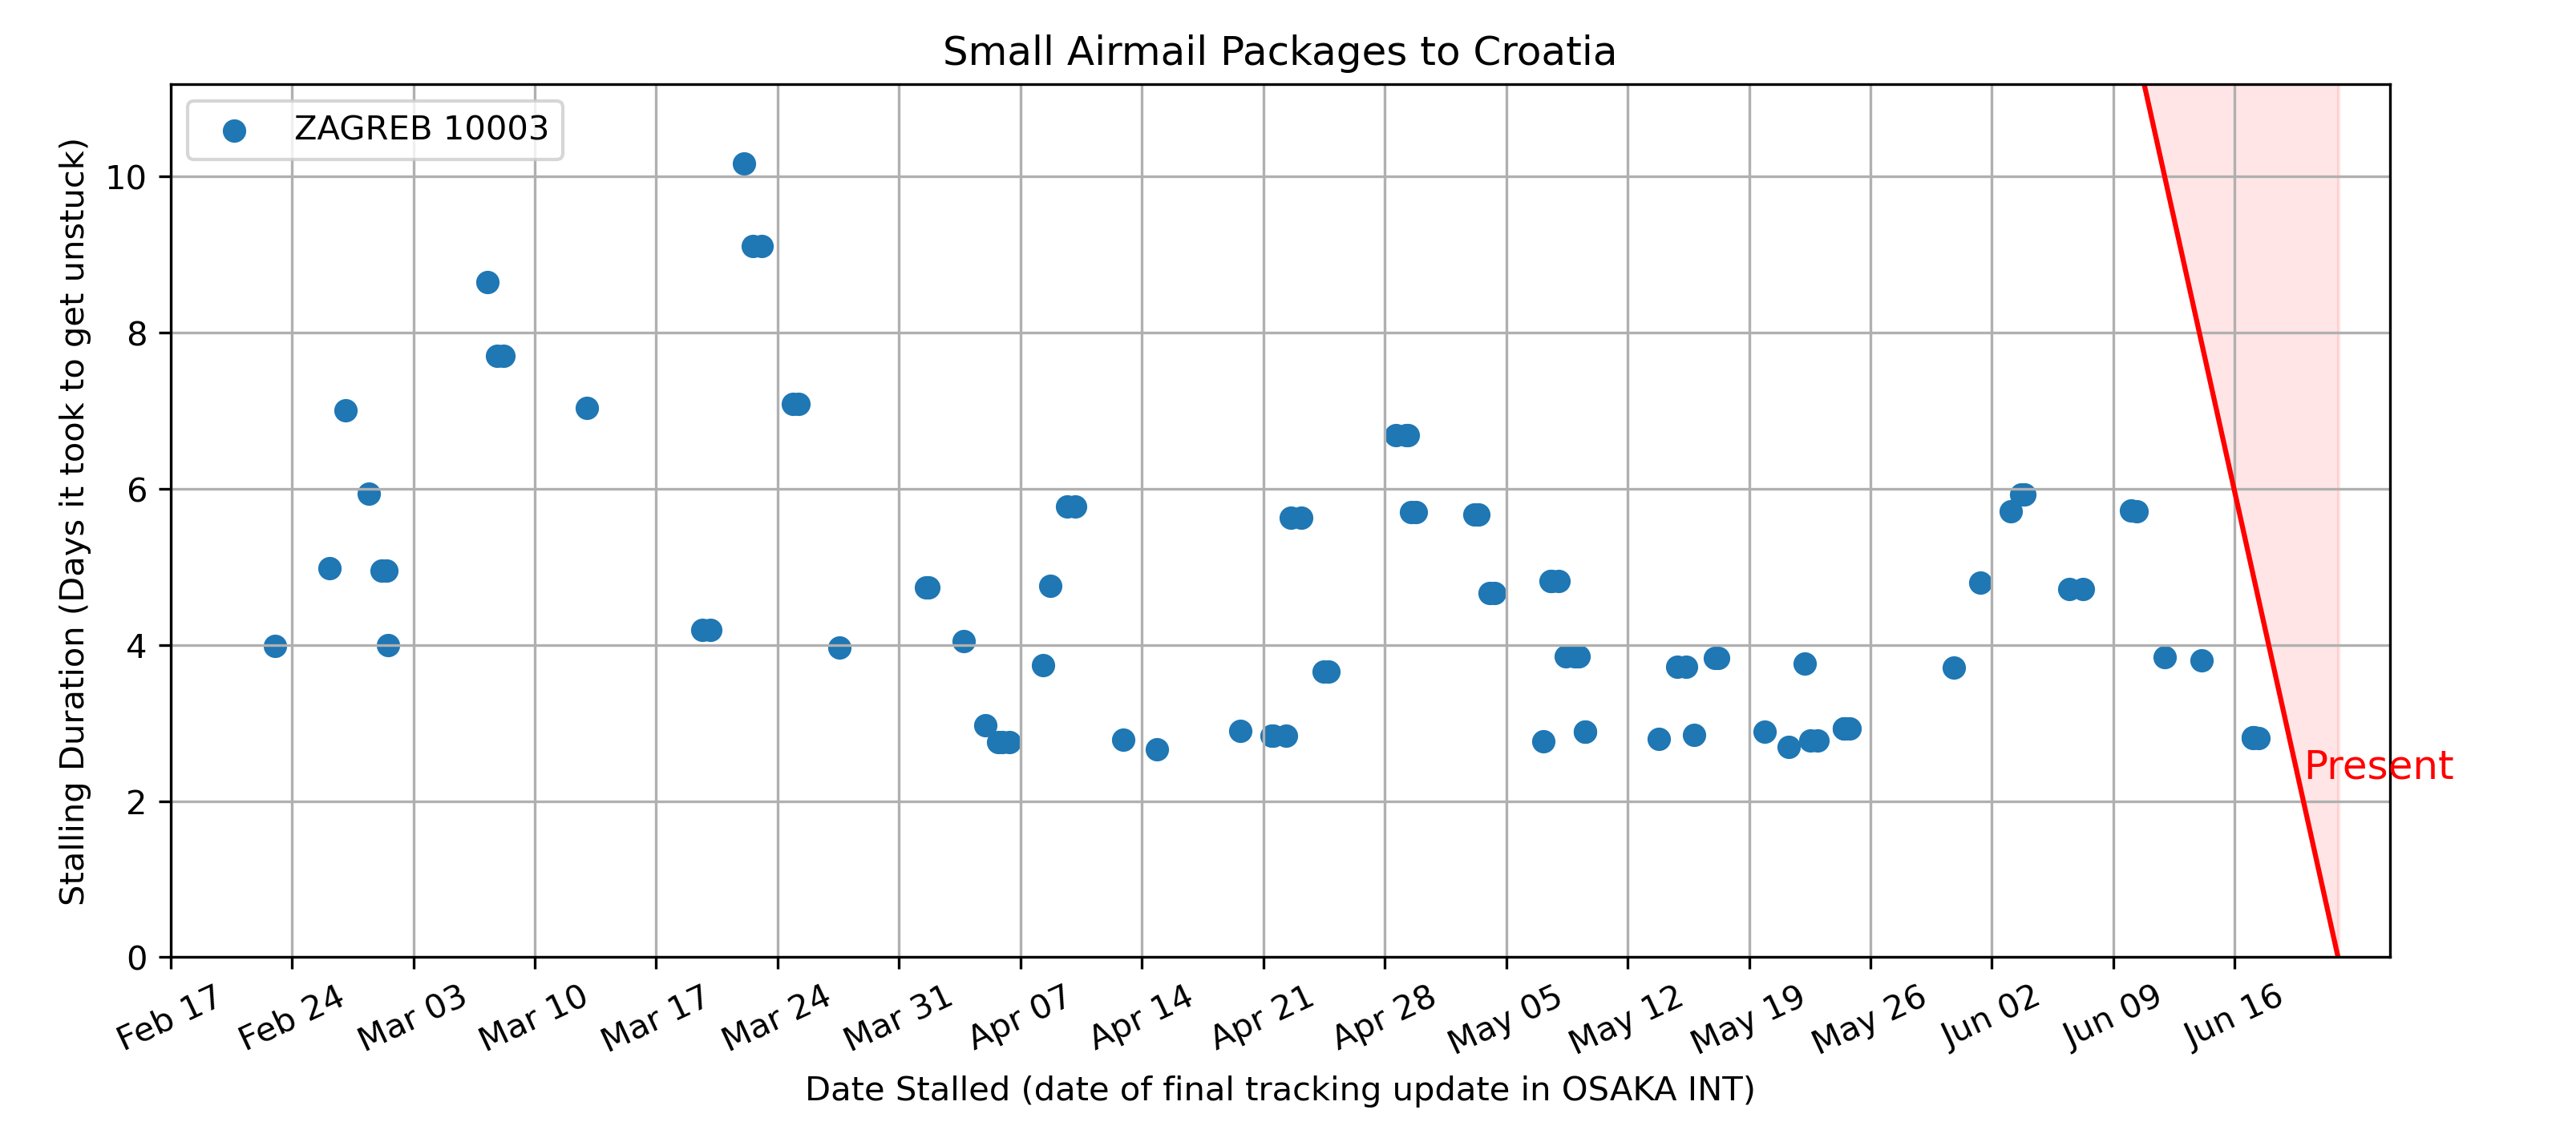 Small Airmail Packages to Croatia
ZAGREB 10003
Stalling Duration (Days it took to get unstuck)
10
8
6
4
2
0
Feb 17
Feb 24
Mar 03
Mar 10
Mar 17
Mar 24
Mar 31
Apr 07
Apr 14
Apr 21
Apr 28
May 05
May 12
May 19
May 26
Jun 02
Jun 09
Jun 16
Present
Date Stalled (date of final tracking update in OSAKA INT)